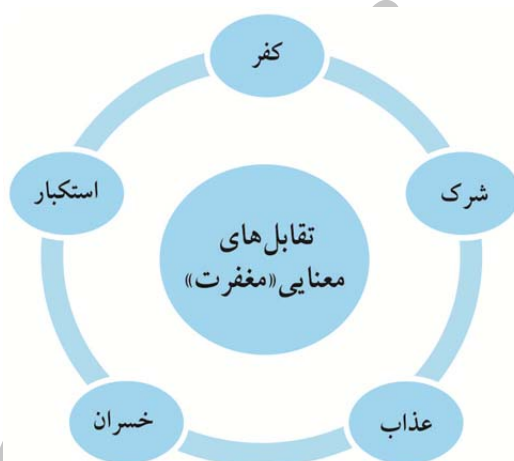 کفر
شرک
استکبار
تقابل‌های
معنایی«مغفرت»
عذاب
خسران